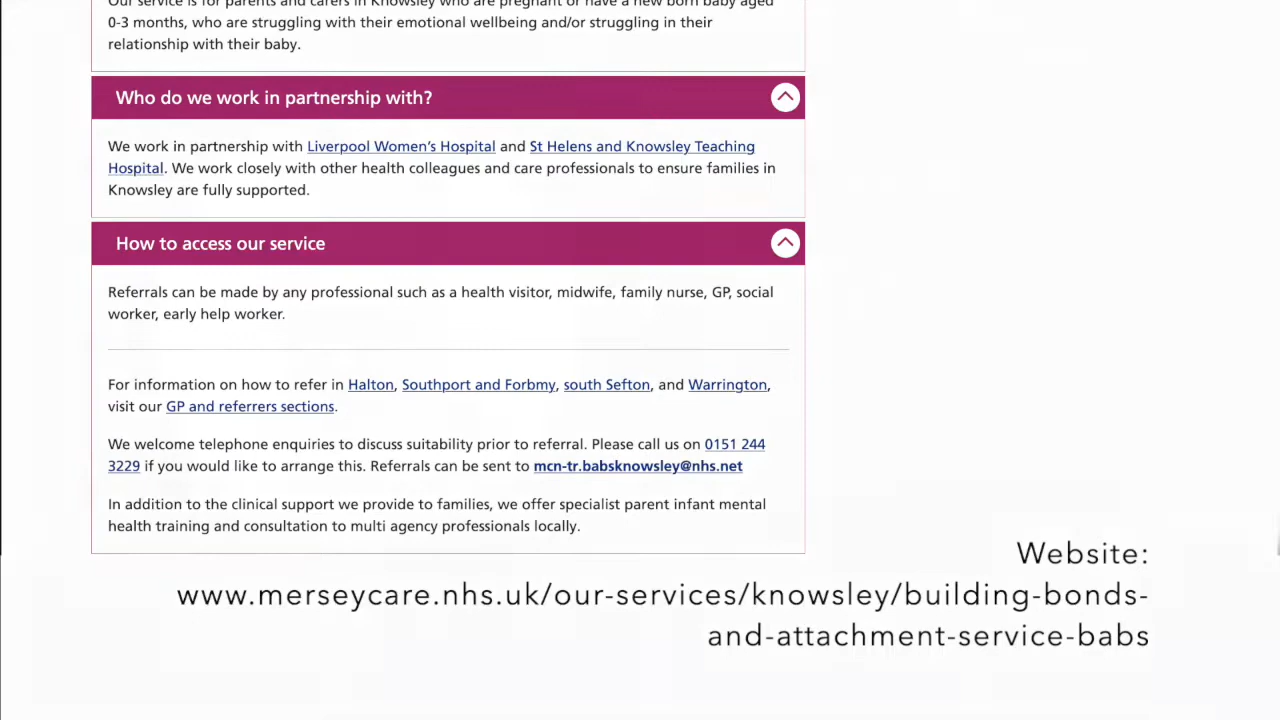 Our service is for parents and carers in Knowsley who are pregnant or have a new born baby aged
0-3 months, who are struggling with their emotional wellbeing and/or struggling in their
relationship with their baby.
Who do we work in partnership with?
We work in partnership with Liverpool Women's Hospital and St Helens and Knowsley Teaching
Hospital. We work closely with other health colleagues and care professionals to ensure families in
Knowsley are fully supported.
How to access our service
Referrals can be made by any professional such as a health visitor, midwife, family nurse, GP, social
worker, early help worker.
For information on how to refer in Halton, Southport and Forbmy, south Sefton, and Warrington,
visit our GP and referrers sections.
We welcome telephone enquiries to discuss suitability prior to referral. Please call us on 0151 244
3229 if you would like to arrange this. Referrals can be sent to mcn-tr.babsknowsley@nhs.net
In addition to the clinical support we provide to families, we offer specialist parent infant mental
health training and consultation to multi agency professionals locally.
Website:
www.merseycare.nhs.uk/our-services/knowsley/building-bonds-
and-attachment-service-babs